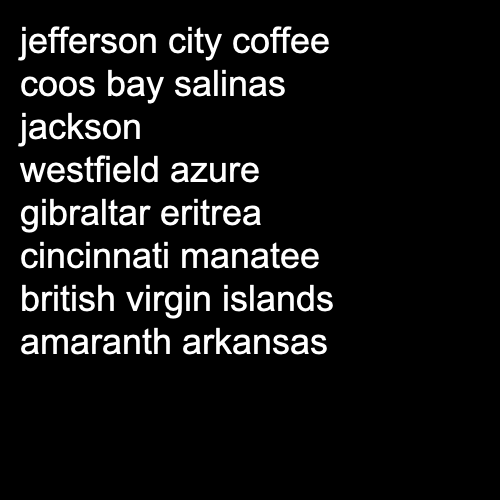 jefferson city coffee
coos bay salinas
jackson
westfield azure
gibraltar eritrea
cincinnati manatee
british virgin islands
amaranth arkansas